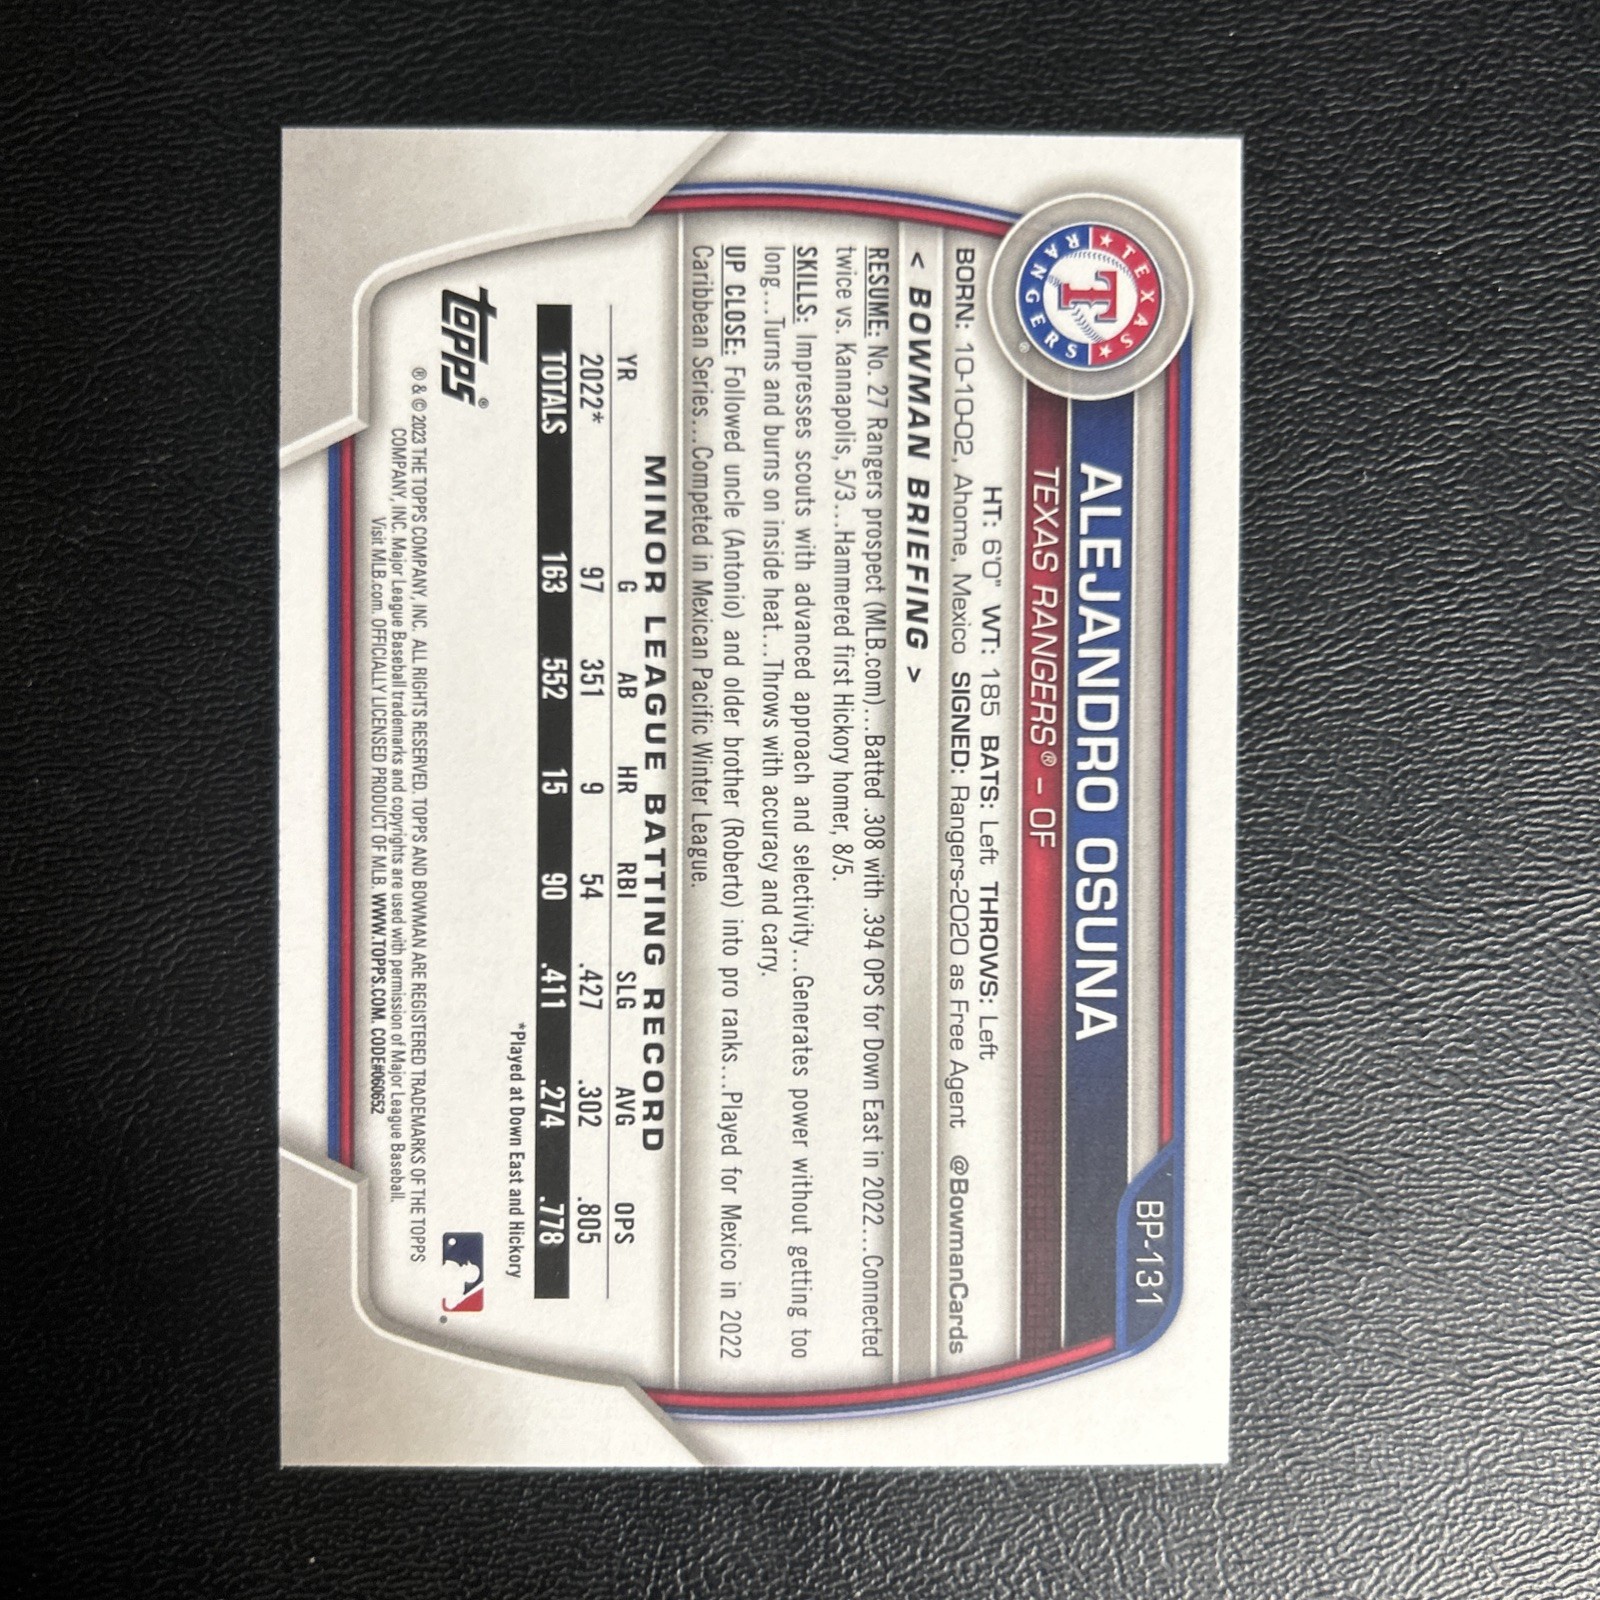 BP-131
TEXAS RANGERS ®
T
ALEJANDRO OSUNA
TEXAS RANGERS® – OF
HT: 6'0" WT: 185 BATS: Left THROWS: Left
BORN: 10-10-02, Ahome, Mexico SIGNED: Rangers-2020 as Free Agent @BowmanCards
< BOWMAN BRIEFING >
RESUME: No. 27 Rangers prospect (MLB.com)...Batted .308 with .394 OPS for Down East in 2022...Connected
twice vs. Kannapolis, 5/3...Hammered first Hickory homer, 8/5.
SKILLS: Impresses scouts with advanced approach and selectivity...Generates power without getting too
long...Turns and burns on inside heat...Throws with accuracy and carry.
UP CLOSE: Followed uncle (Antonio) and older brother (Roberto) into pro ranks...Played for Mexico in 2022
Caribbean Series...Competed in Mexican Pacific Winter League.
MINOR LEAGUE BATTING RECORD
YR G AB HR RBI SLG AVG OPS
2022* 97 351 9 54 .427 .302 .805
TOTALS 163 552 15 90 .411 .274 .778
*Played at Down East and Hickory
topps®
® & © 2023 THE TOPPS COMPANY, INC. ALL RIGHTS RESERVED. TOPPS AND BOWMAN ARE REGISTERED TRADEMARKS OF THE TOPPS
COMPANY, INC. Major League Baseball trademarks and copyrights are used with permission of Major League Baseball.
Visit MLB.com. OFFICIALLY LICENSED PRODUCT OF MLB. WWW.TOPPS.COM. CODE#060652